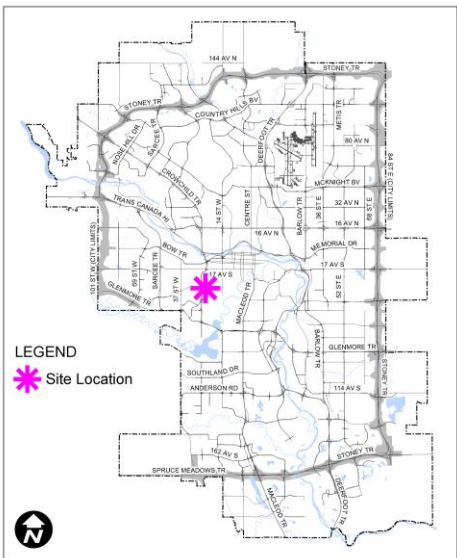 144 AV N
STONEY TR
STONEY TR
COUNTRY HILLS BV
NOSE HILL DR
SARCEE TR
DEERFOOT TR
METIS TR
80 AV N
CROWCHILD TR
14 ST W
CENTRE ST
BARLOW TR
36 ST E
MCKNIGHT BV
68 ST E
84 ST E (CITY LIMITS)
32 AV N
16 AV N
16 AV N
TRANS CANADA HI
BOW TR
MEMORIAL DR
17 AV S
17 AV S
101 ST W (CITY LIMITS)
69 ST W
SARCEE TR
37 ST W
MACLEOD TR
52 ST E
GLENMORE TR
BARLOW TR
GLENMORE TR
STONEY TR
LEGEND
Site Location
SOUTHLAND DR
ANDERSON RD
114 AV S
162 AV S
STONEY TR
SPRUCE MEADOWS TR
MACLEOD TR
DEERFOOT TR
N